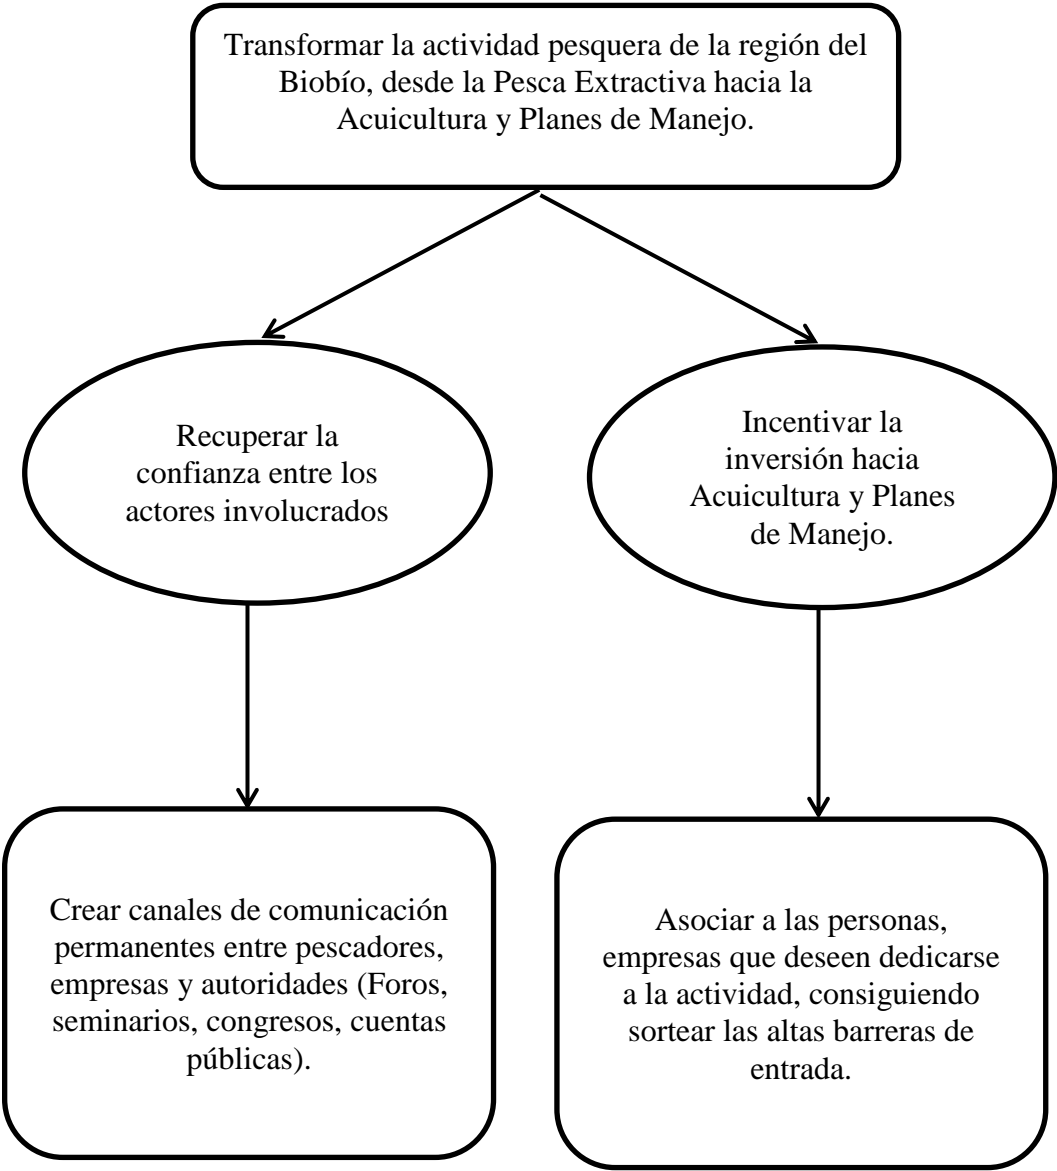 Transformar la actividad pesquera de la región del
Biobío, desde la Pesca Extractiva hacia la
Acuicultura y Planes de Manejo.
Recuperar la
confianza entre los
actores involucrados
Incentivar la
inversión hacia
Acuicultura y Planes
de Manejo.
Crear canales de comunicación
permanentes entre pescadores,
empresas y autoridades (Foros,
seminarios, congresos, cuentas
públicas).
Asociar a las personas,
empresas que deseen dedicarse
a la actividad, consiguiendo
sortear las altas barreras de
entrada.